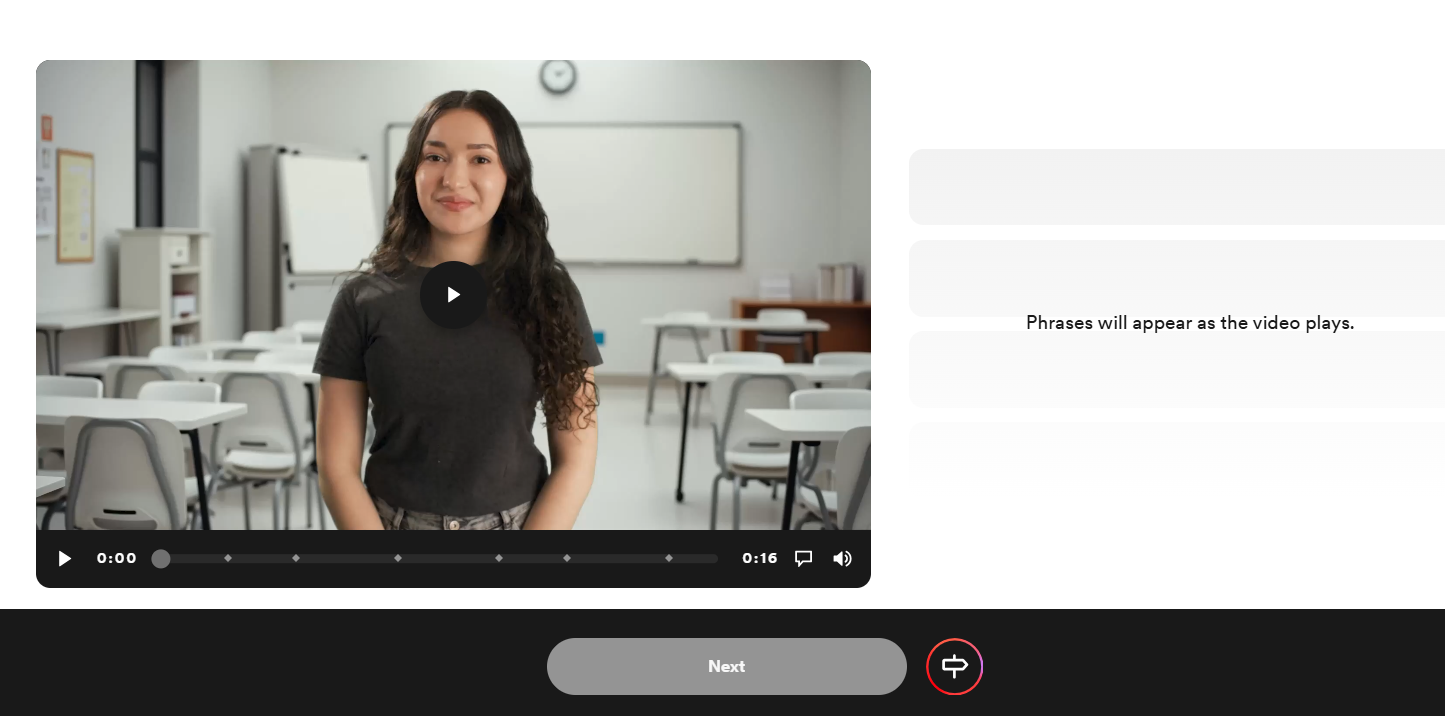 Phrases will appear as the video plays.
0:00
0:16
Next